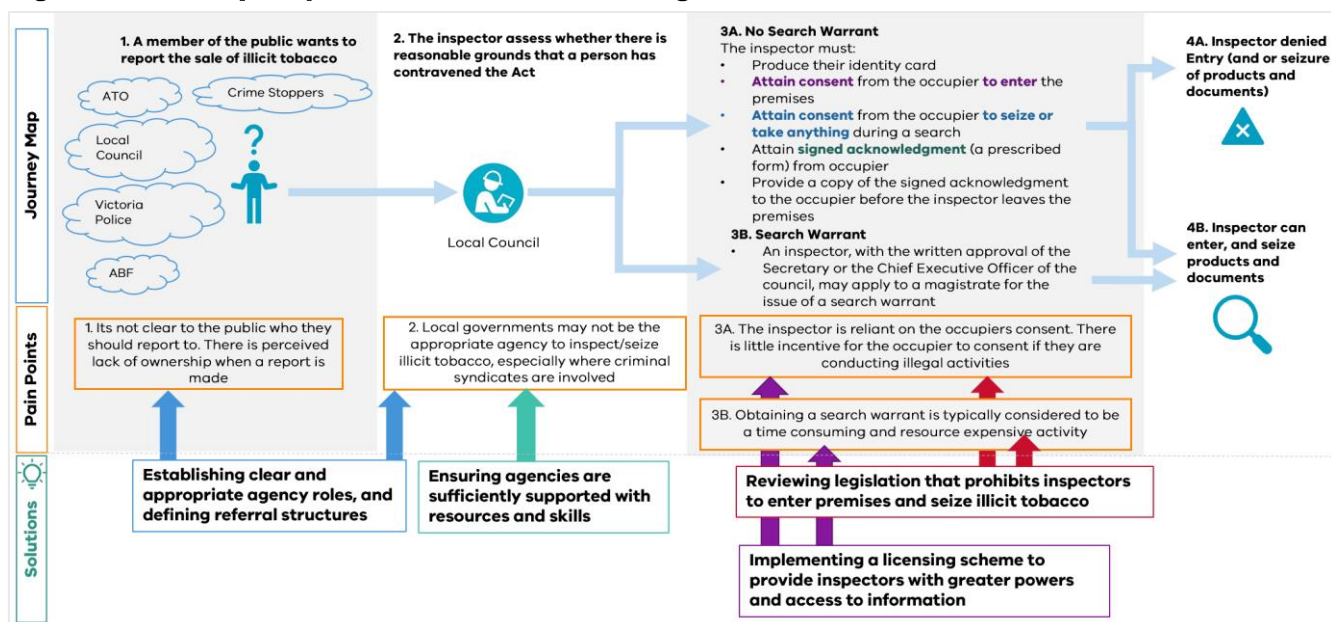 Journey Map
1. A member of the public wants to
report the sale of illicit tobacco
ATO
Crime Stoppers
Local
Council
Victoria
Police
ABF
?
2. The inspector assess whether there is
reasonable grounds that a person has
contravened the Act
Local Council
3A. No Search Warrant
The inspector must:
• Produce their identity card
• Attain consent from the occupier to enter the
premises
• Attain consent from the occupier to seize or
take anything during a search
• Attain signed acknowledgment (a prescribed
form) from occupier
• Provide a copy of the signed acknowledgment
to the occupier before the inspector leaves the
premises
3B. Search Warrant
• An inspector, with the written approval of the
Secretary or the Chief Executive Officer of the
council, may apply to a magistrate for the
issue of a search warrant
4A. Inspector denied
Entry (and or seizure
of products and
documents)
4B. Inspector can
enter, and seize
products and
documents
Pain Points
1. Its not clear to the public who they
should report to. There is perceived
lack of ownership when a report is
made
2. Local governments may not be the
appropriate agency to inspect/seize
illicit tobacco, especially where criminal
syndicates are involved
3A. The inspector is reliant on the occupiers consent. There
is little incentive for the occupier to consent if they are
conducting illegal activities
3B. Obtaining a search warrant is typically considered to be
a time consuming and resource expensive activity
Solutions
Establishing clear and
appropriate agency roles, and
defining referral structures
Ensuring agencies are
sufficiently supported with
resources and skills
Reviewing legislation that prohibits inspectors
to enter premises and seize illicit tobacco
Implementing a licensing scheme to
provide inspectors with greater powers
and access to information